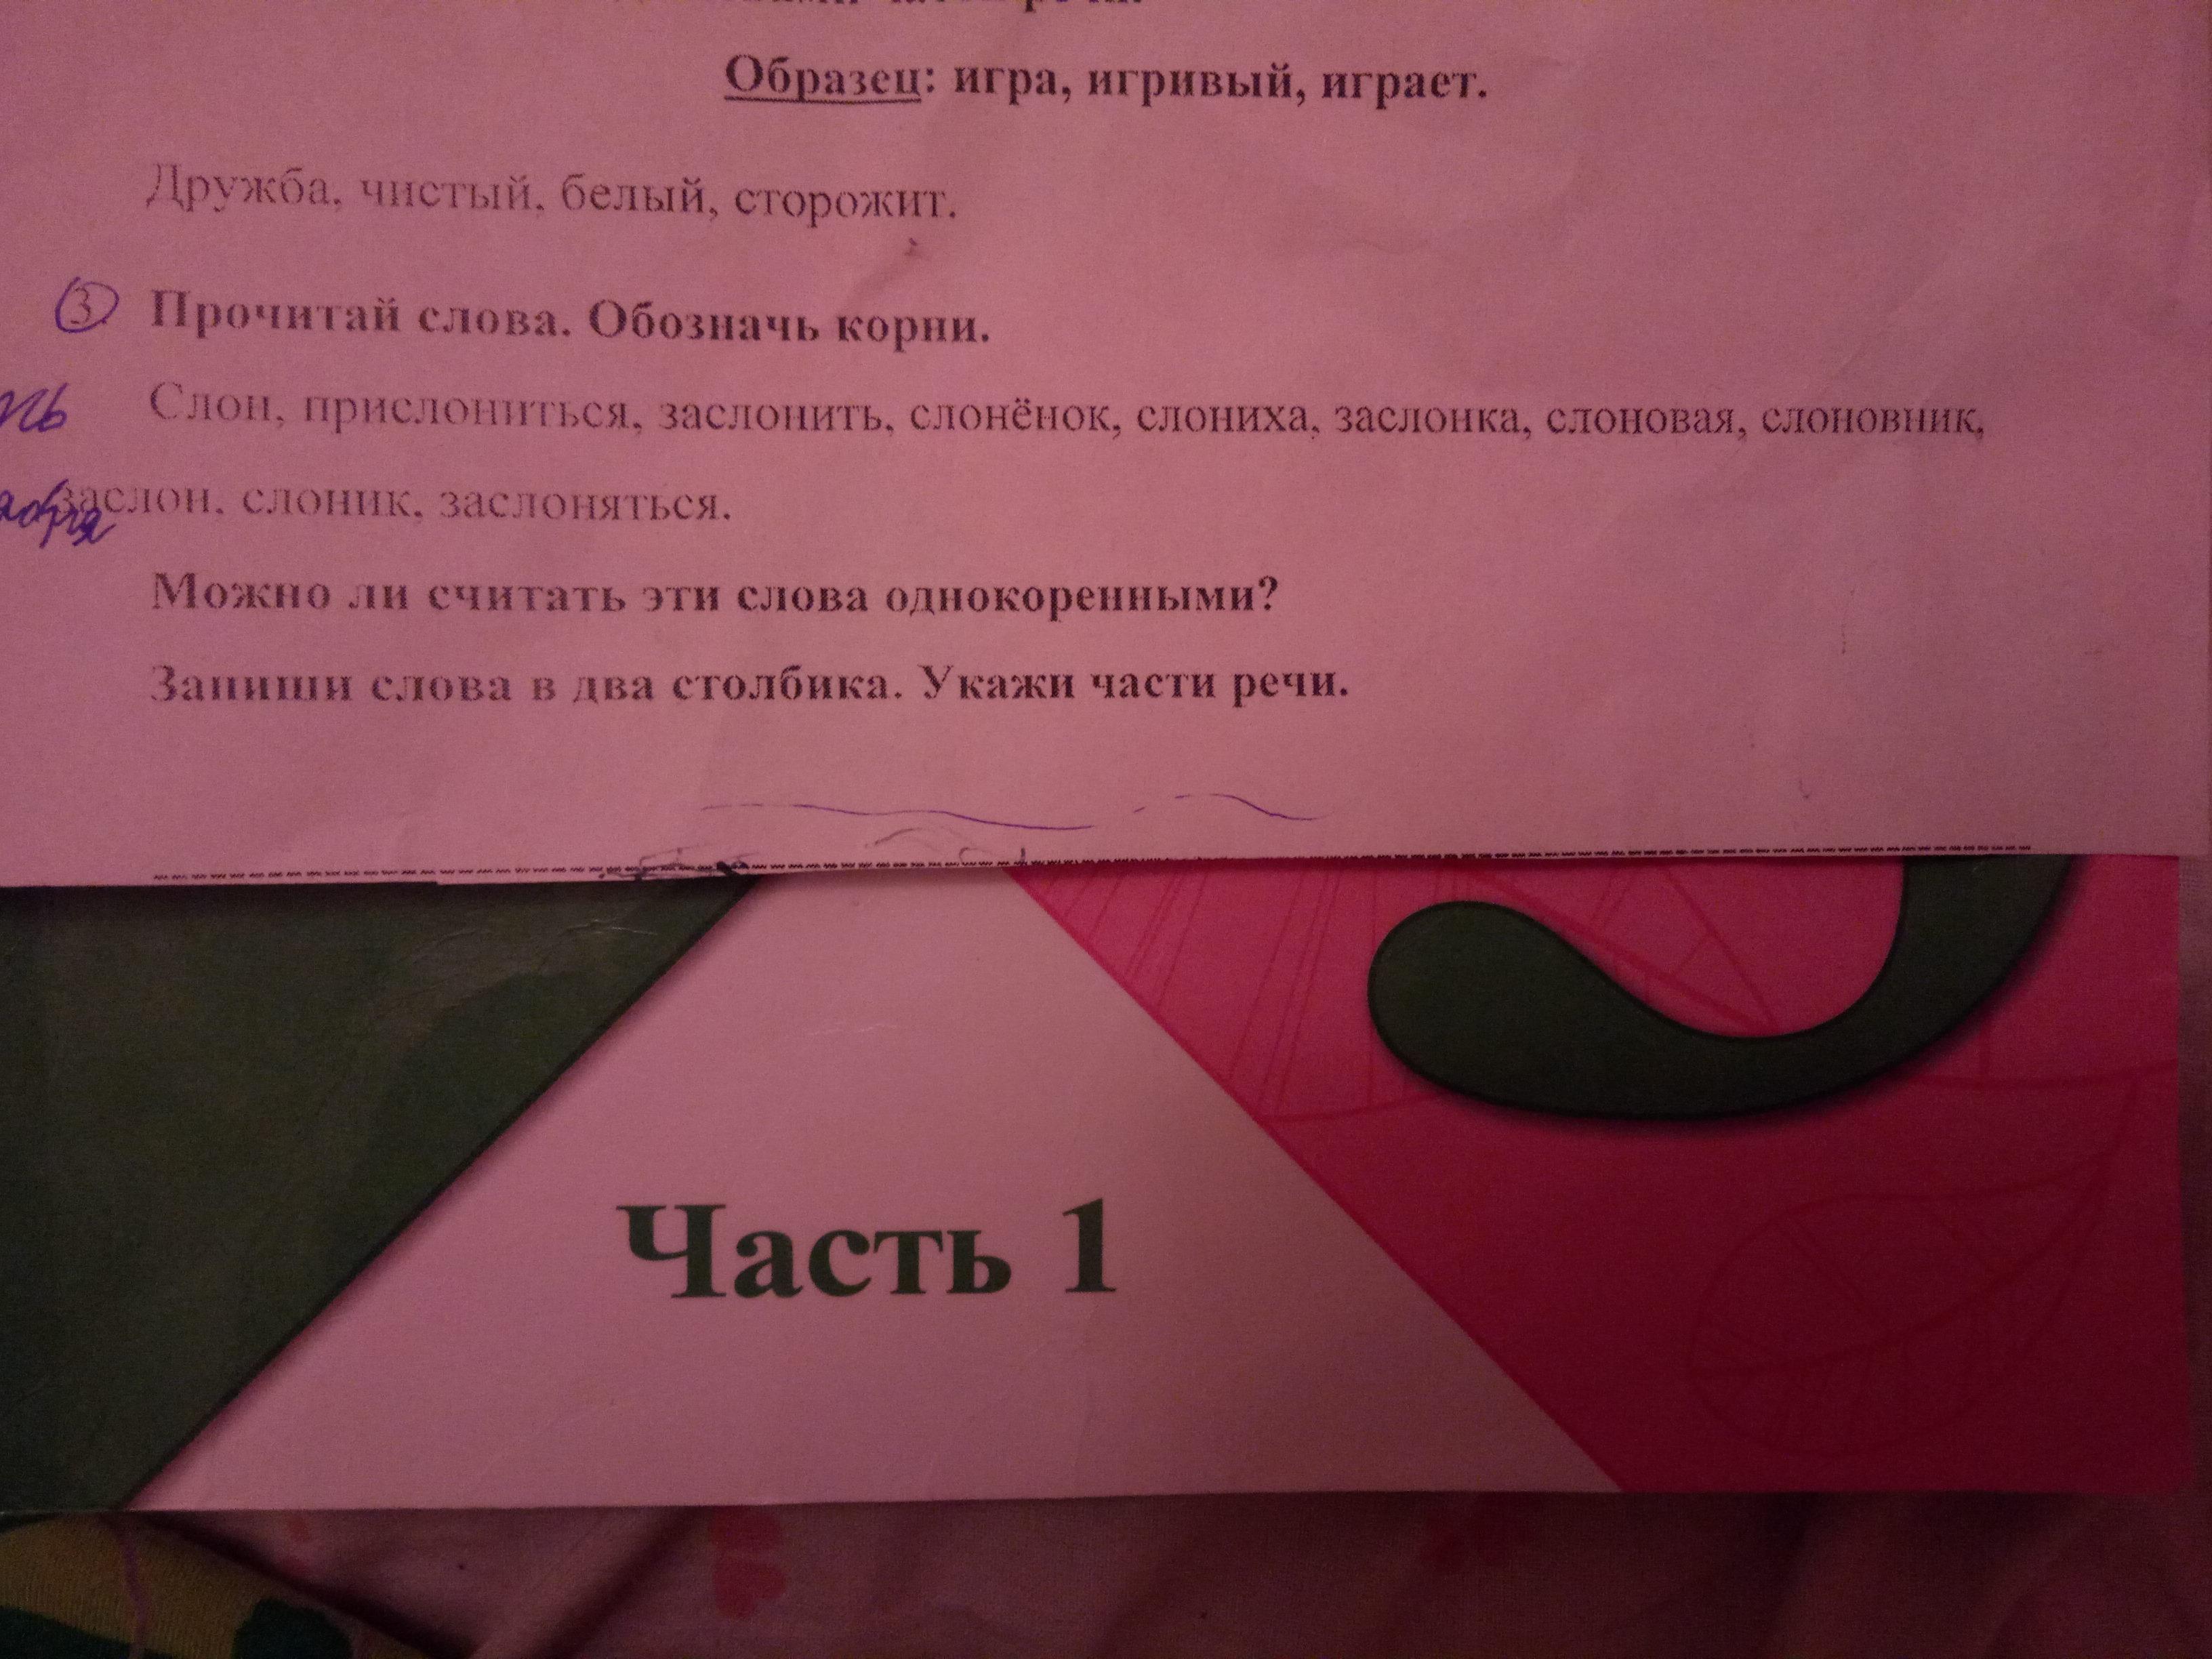 речи.
Образец: игра, игривый, играет.
Дружба, чистый, белый, сторожит.
3. Прочитай слова. Обозначь корни.
Слон, прислониться, заслонить, слонёнок, слониха, заслонка, слоновая, слоновник,
заслон, слоник, заслоняться.
Можно ли считать эти слова однокоренными?
Запиши слова в два столбика. Укажи части речи.
Часть 1